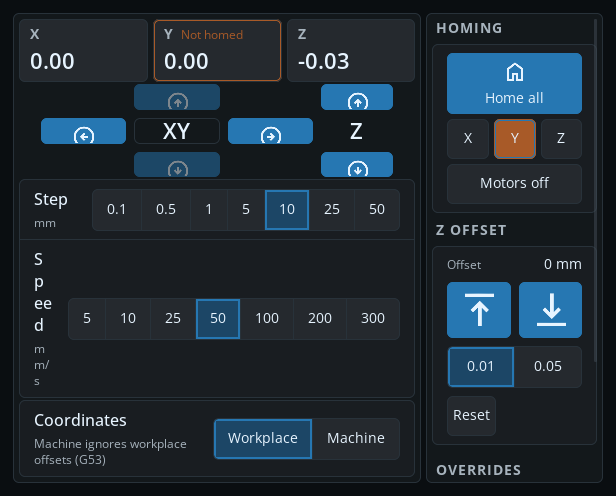 X
0.00
Y Not homed
0.00
Z
-0.03
XY
Z
Step
mm
0.1 0.5 1 5 10 25 50
S
p
ee
d
m
m/
s
5 10 25 50 100 200 300
Coordinates
Machine ignores workplace
offsets (G53)
Workplace Machine
HOMING
Home all
X Y Z
Motors off
Z OFFSET
Offset 0 mm
0.01 0.05
Reset
OVERRIDES